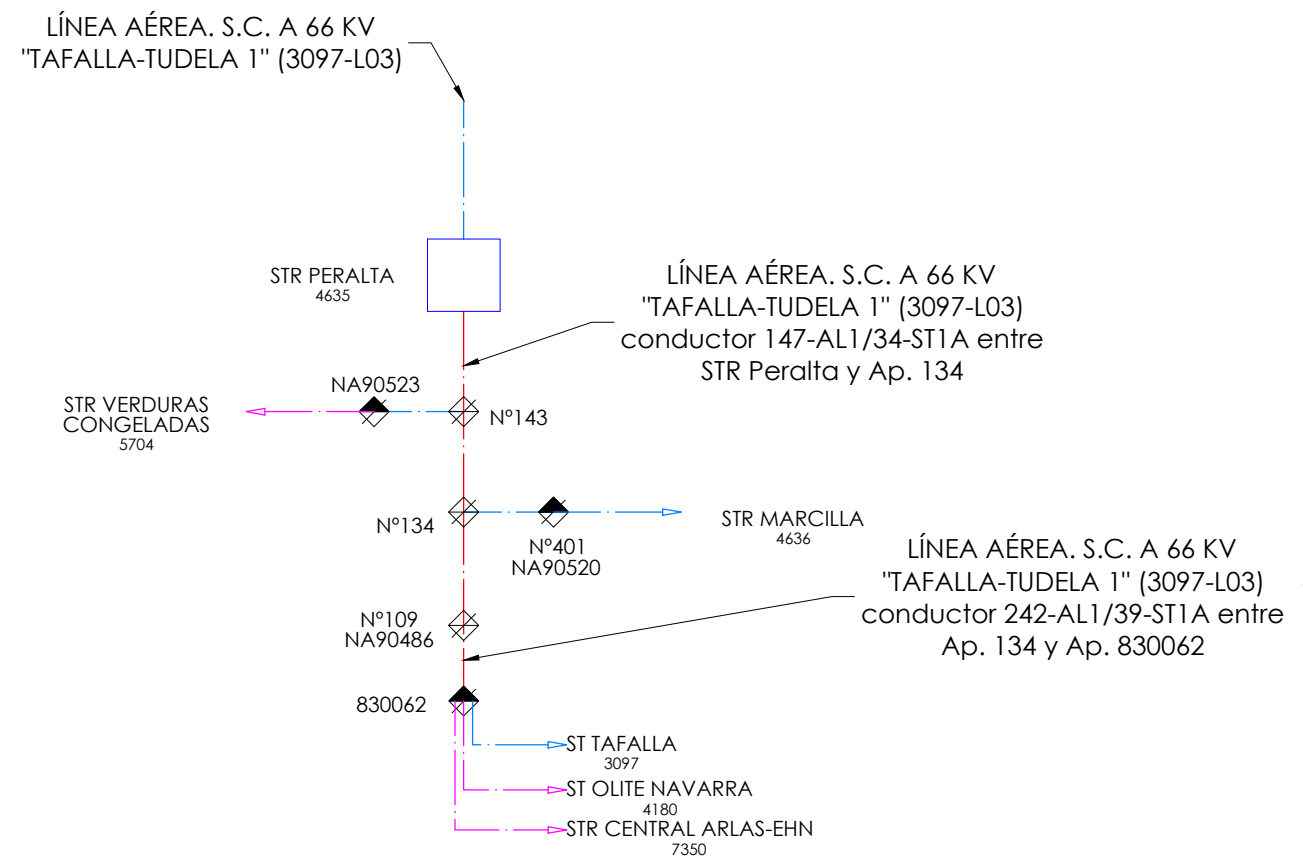 LÍNEA AÉREA. S.C. A 66 KV
"TAFALLA-TUDELA 1" (3097-L03)
STR PERALTA
4635
LÍNEA AÉREA. S.C. A 66 KV
"TAFALLA-TUDELA 1" (3097-L03)
conductor 147-AL1/34-ST1A entre
STR Peralta y Ap. 134
NA90523
STR VERDURAS
CONGELADAS
5704
Nº143
Nº134
Nº401
NA90520
STR MARCILLA
4636
LÍNEA AÉREA. S.C. A 66 KV
"TAFALLA-TUDELA 1" (3097-L03)
conductor 242-AL1/39-ST1A entre
Ap. 134 y Ap. 830062
Nº109
NA90486
830062
ST TAFALLA
3097
ST OLITE NAVARRA
4180
STR CENTRAL ARLAS-EHN
7350